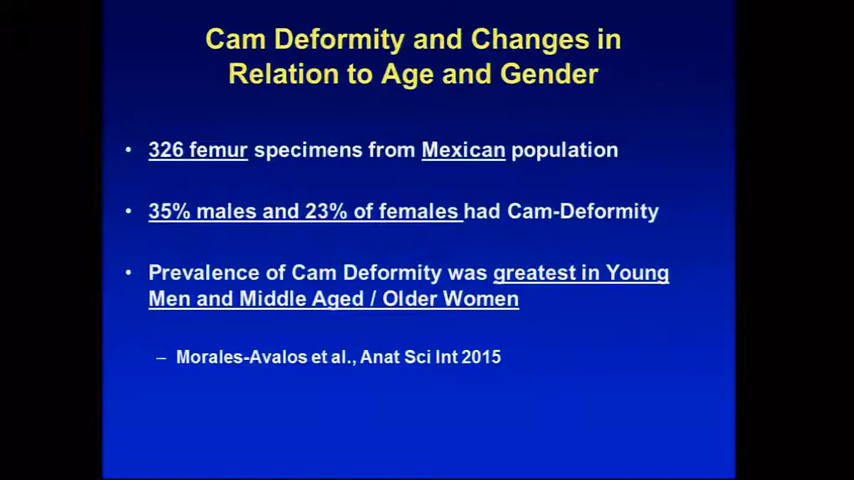 Cam Deformity and Changes in
Relation to Age and Gender
• 326 femur specimens from Mexican population
• 35% males and 23% of females had Cam-Deformity
• Prevalence of Cam Deformity was greatest in Young
Men and Middle Aged / Older Women
– Morales-Avalos et al., Anat Sci Int 2015